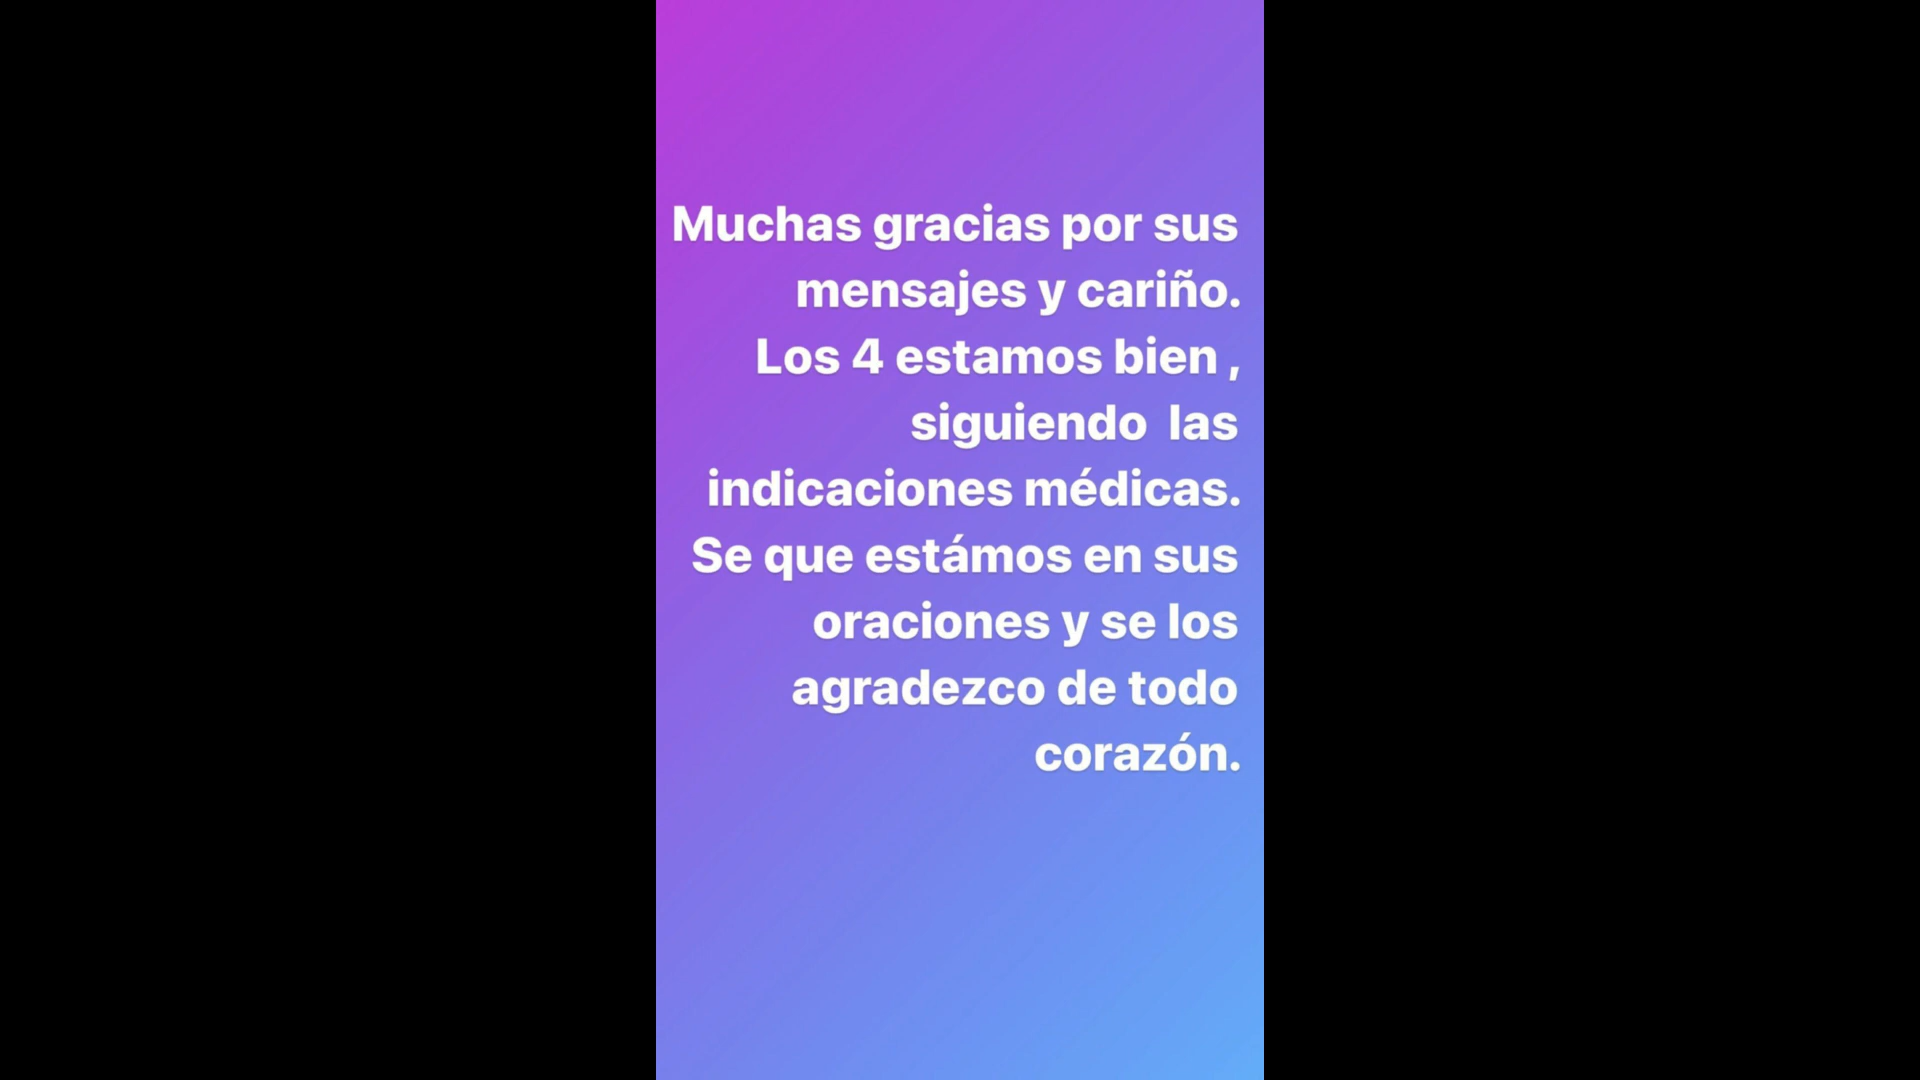 Muchas gracias por sus
mensajes y cariño.
Los 4 estamos bien ,
siguiendo  las
indicaciones médicas.
Se que estámos en sus
oraciones y se los
agradezco de todo
corazón.